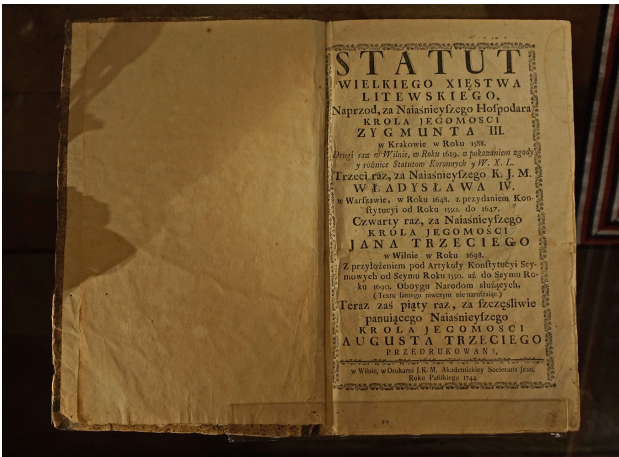 STATUT
WIELKIEGO XIĘSTWA
LITEWSKIEGO.
Naprzod, za Naiaśnieyszego Hospodara
KROLA JEGOMOSCI
ZYGMUNTA III.
w Krakowie w Roku 1588.
Drugi raz w Wilnie, w Roku 1619. z pokazaniem zgody
y roźnice Statutow Koronnych y W. X. L.
Trzeci raz, za Naiaśnieyszego K. J. M.
WŁADYSŁAWA IV.
w Warszawie, w Roku 1648. z przydaniem Kon-
stytucyi od Roku 1550. do 1647.
Czwarty raz, za Naiaśnieyszego
KROLA JEGOMOSCI
JANA TRZECIEGO
w Wilnie w Roku 1698.
Z przyłożeniem pod Artykuły Konstytucyi Sey-
mowych od Seymu Roku 1550. aż do Seymu Ro-
ku 1690. Oboygu Narodom służących,
( Textu samego niwczym nie naruszaiąc )
Teraz zaś piąty raz, za szczęśliwie
panuiącego Naiaśnieyszego
KROLA JEGOMOSCI
AUGUSTA TRZECIEGO
PRZEDRUKOWANY,
w Wilnie, w Drukarni J. K. M. Akademickiey Societatis Jesu,
Roku Pańskiego 1744.